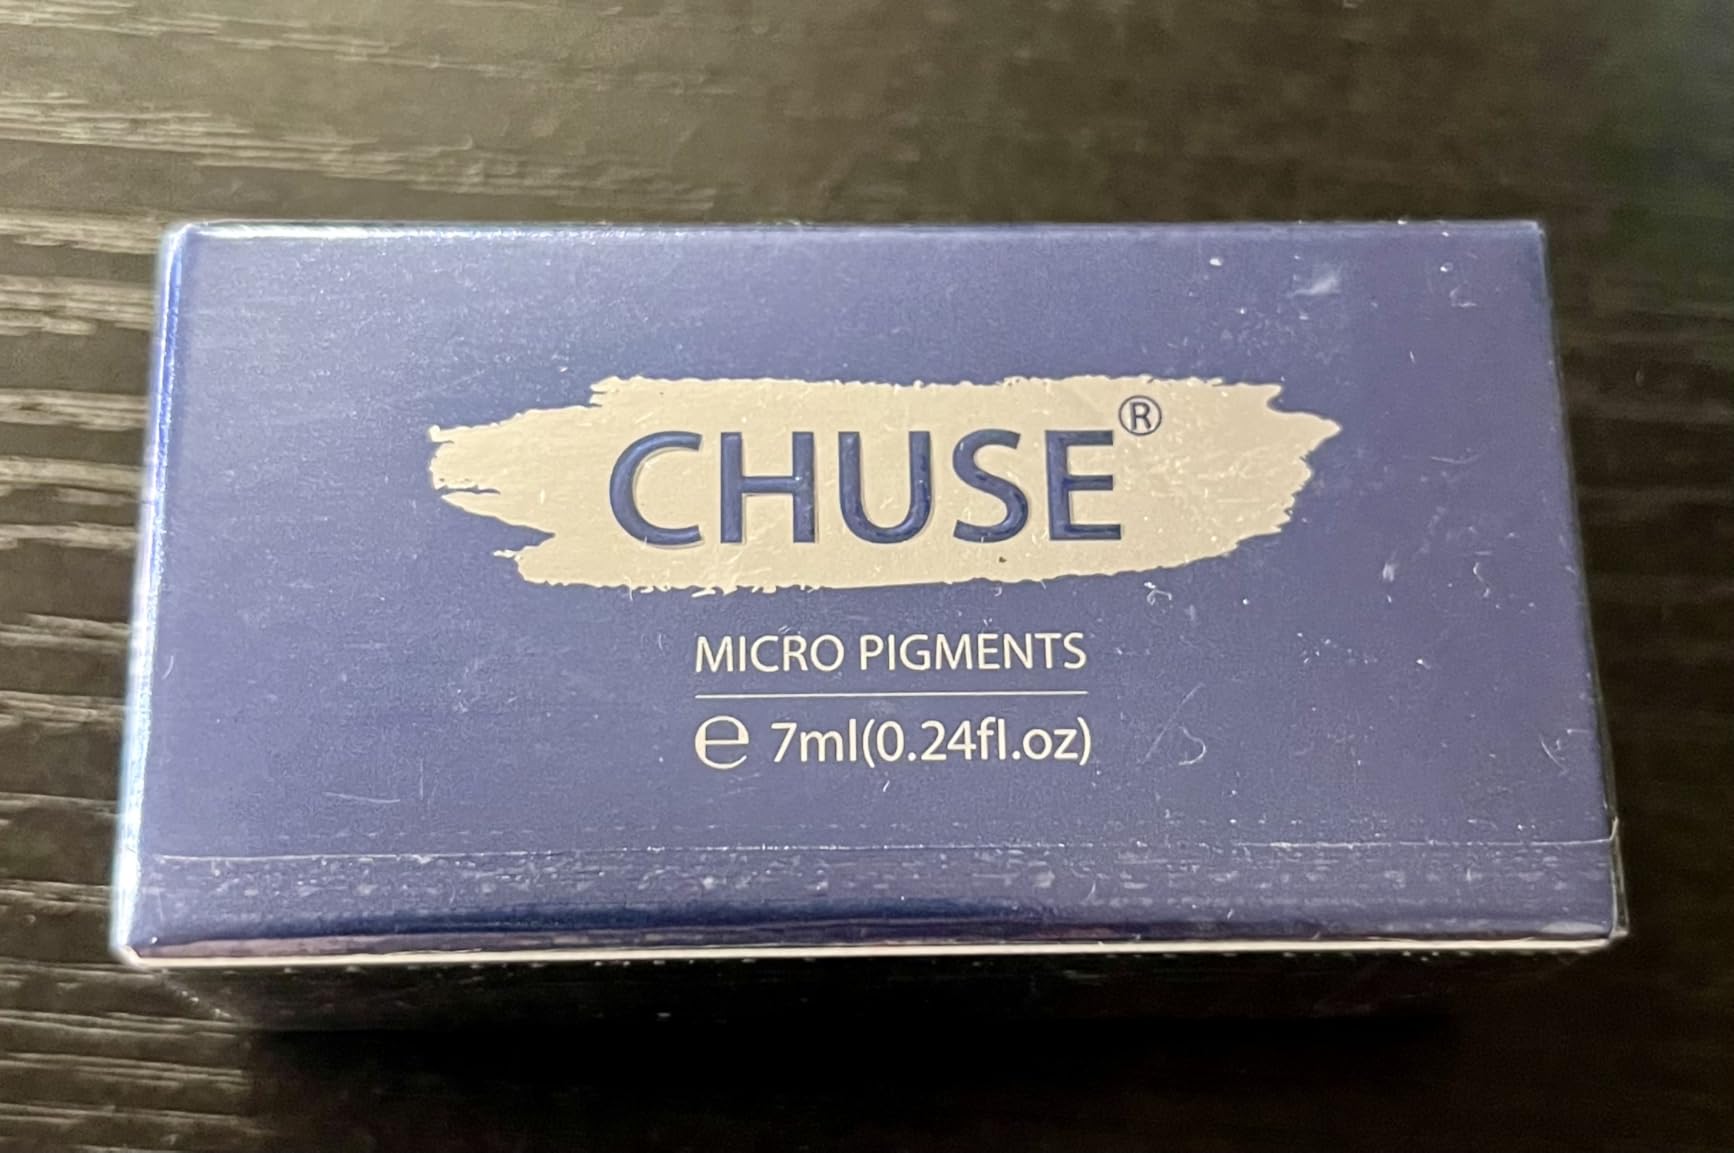 CHUSE®
MICRO PIGMENTS
℮ 7ml(0.24fl.oz)